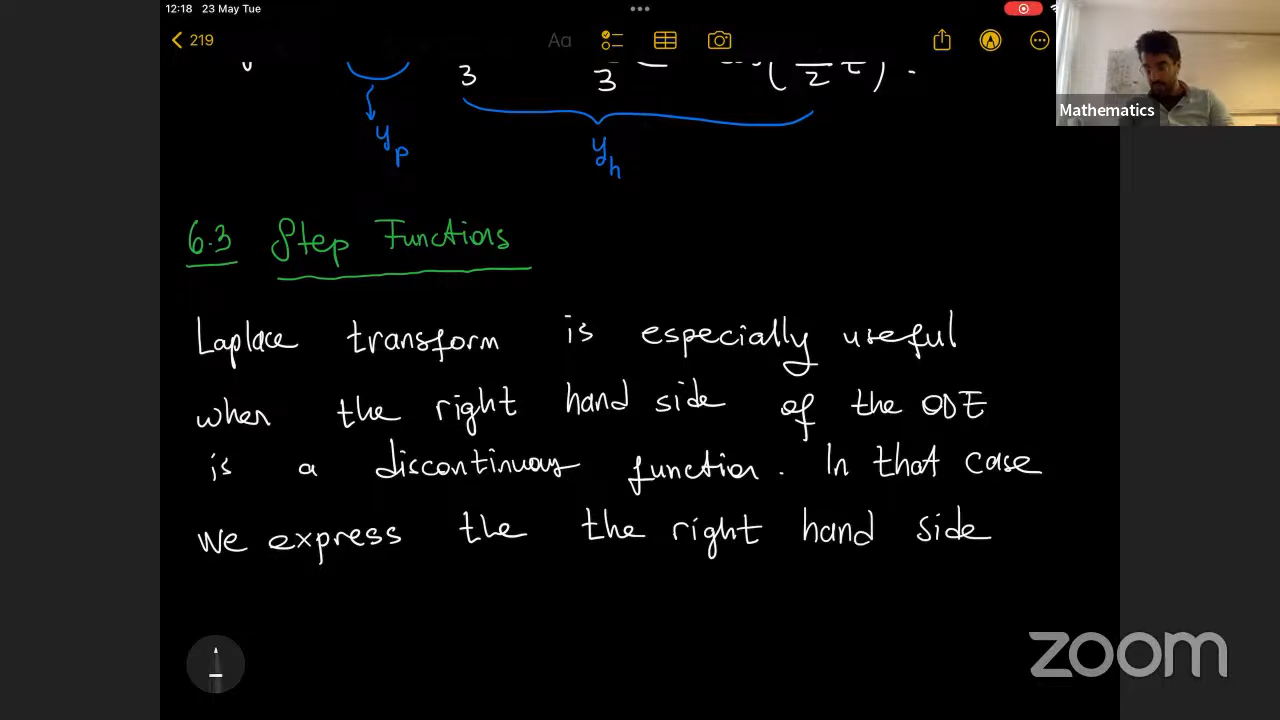 12:18 23 May Tue
219
Aa
Mathematics
3 3 2
y_p
y_h
6.3 Step Functions
Laplace transform is especially useful
when the right hand side of the ODE
is a discontinuous function. In that case
we express the the right hand side
zoom